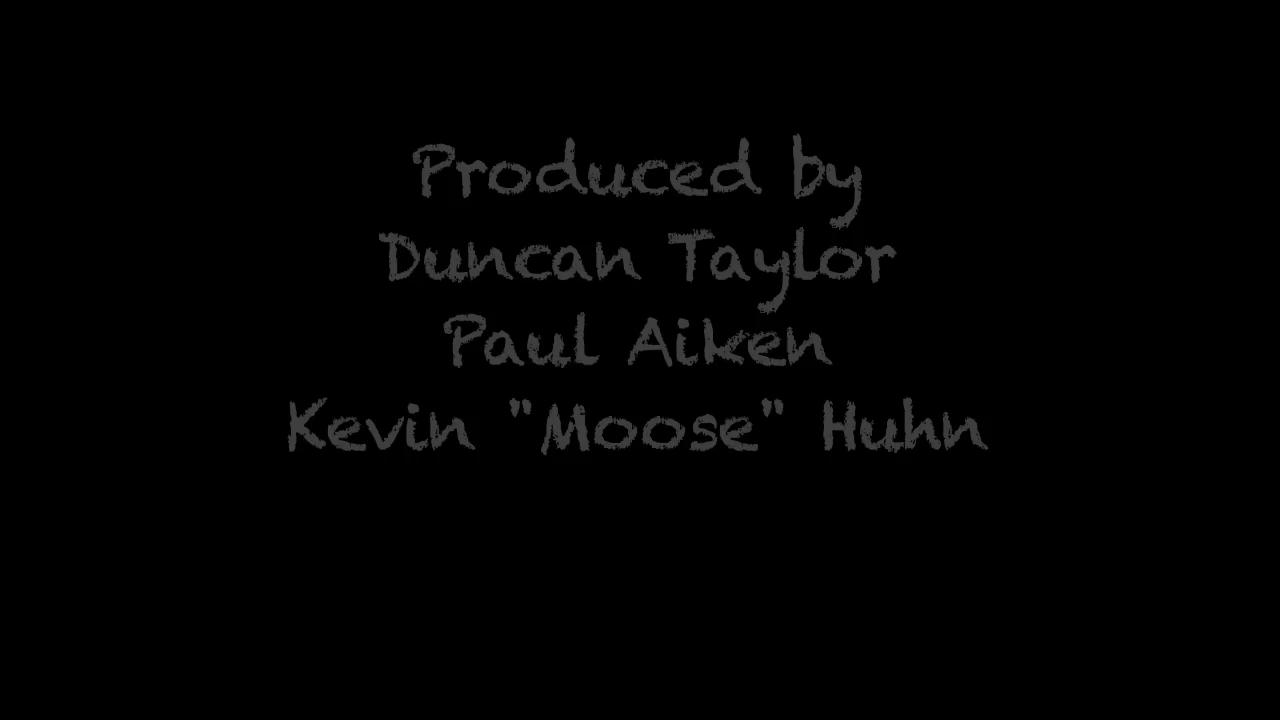 Produced by
Duncan Taylor
Paul Aiken
Kevin "Moose" Huhn